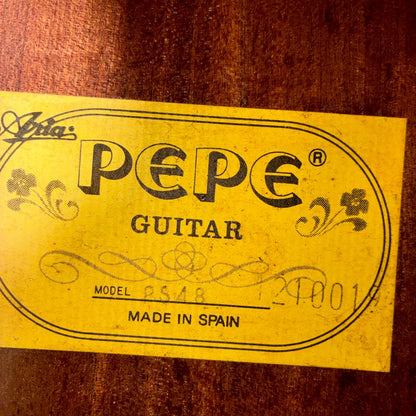 Aria
PEPE®
GUITAR
MODEL PS48
MADE IN SPAIN